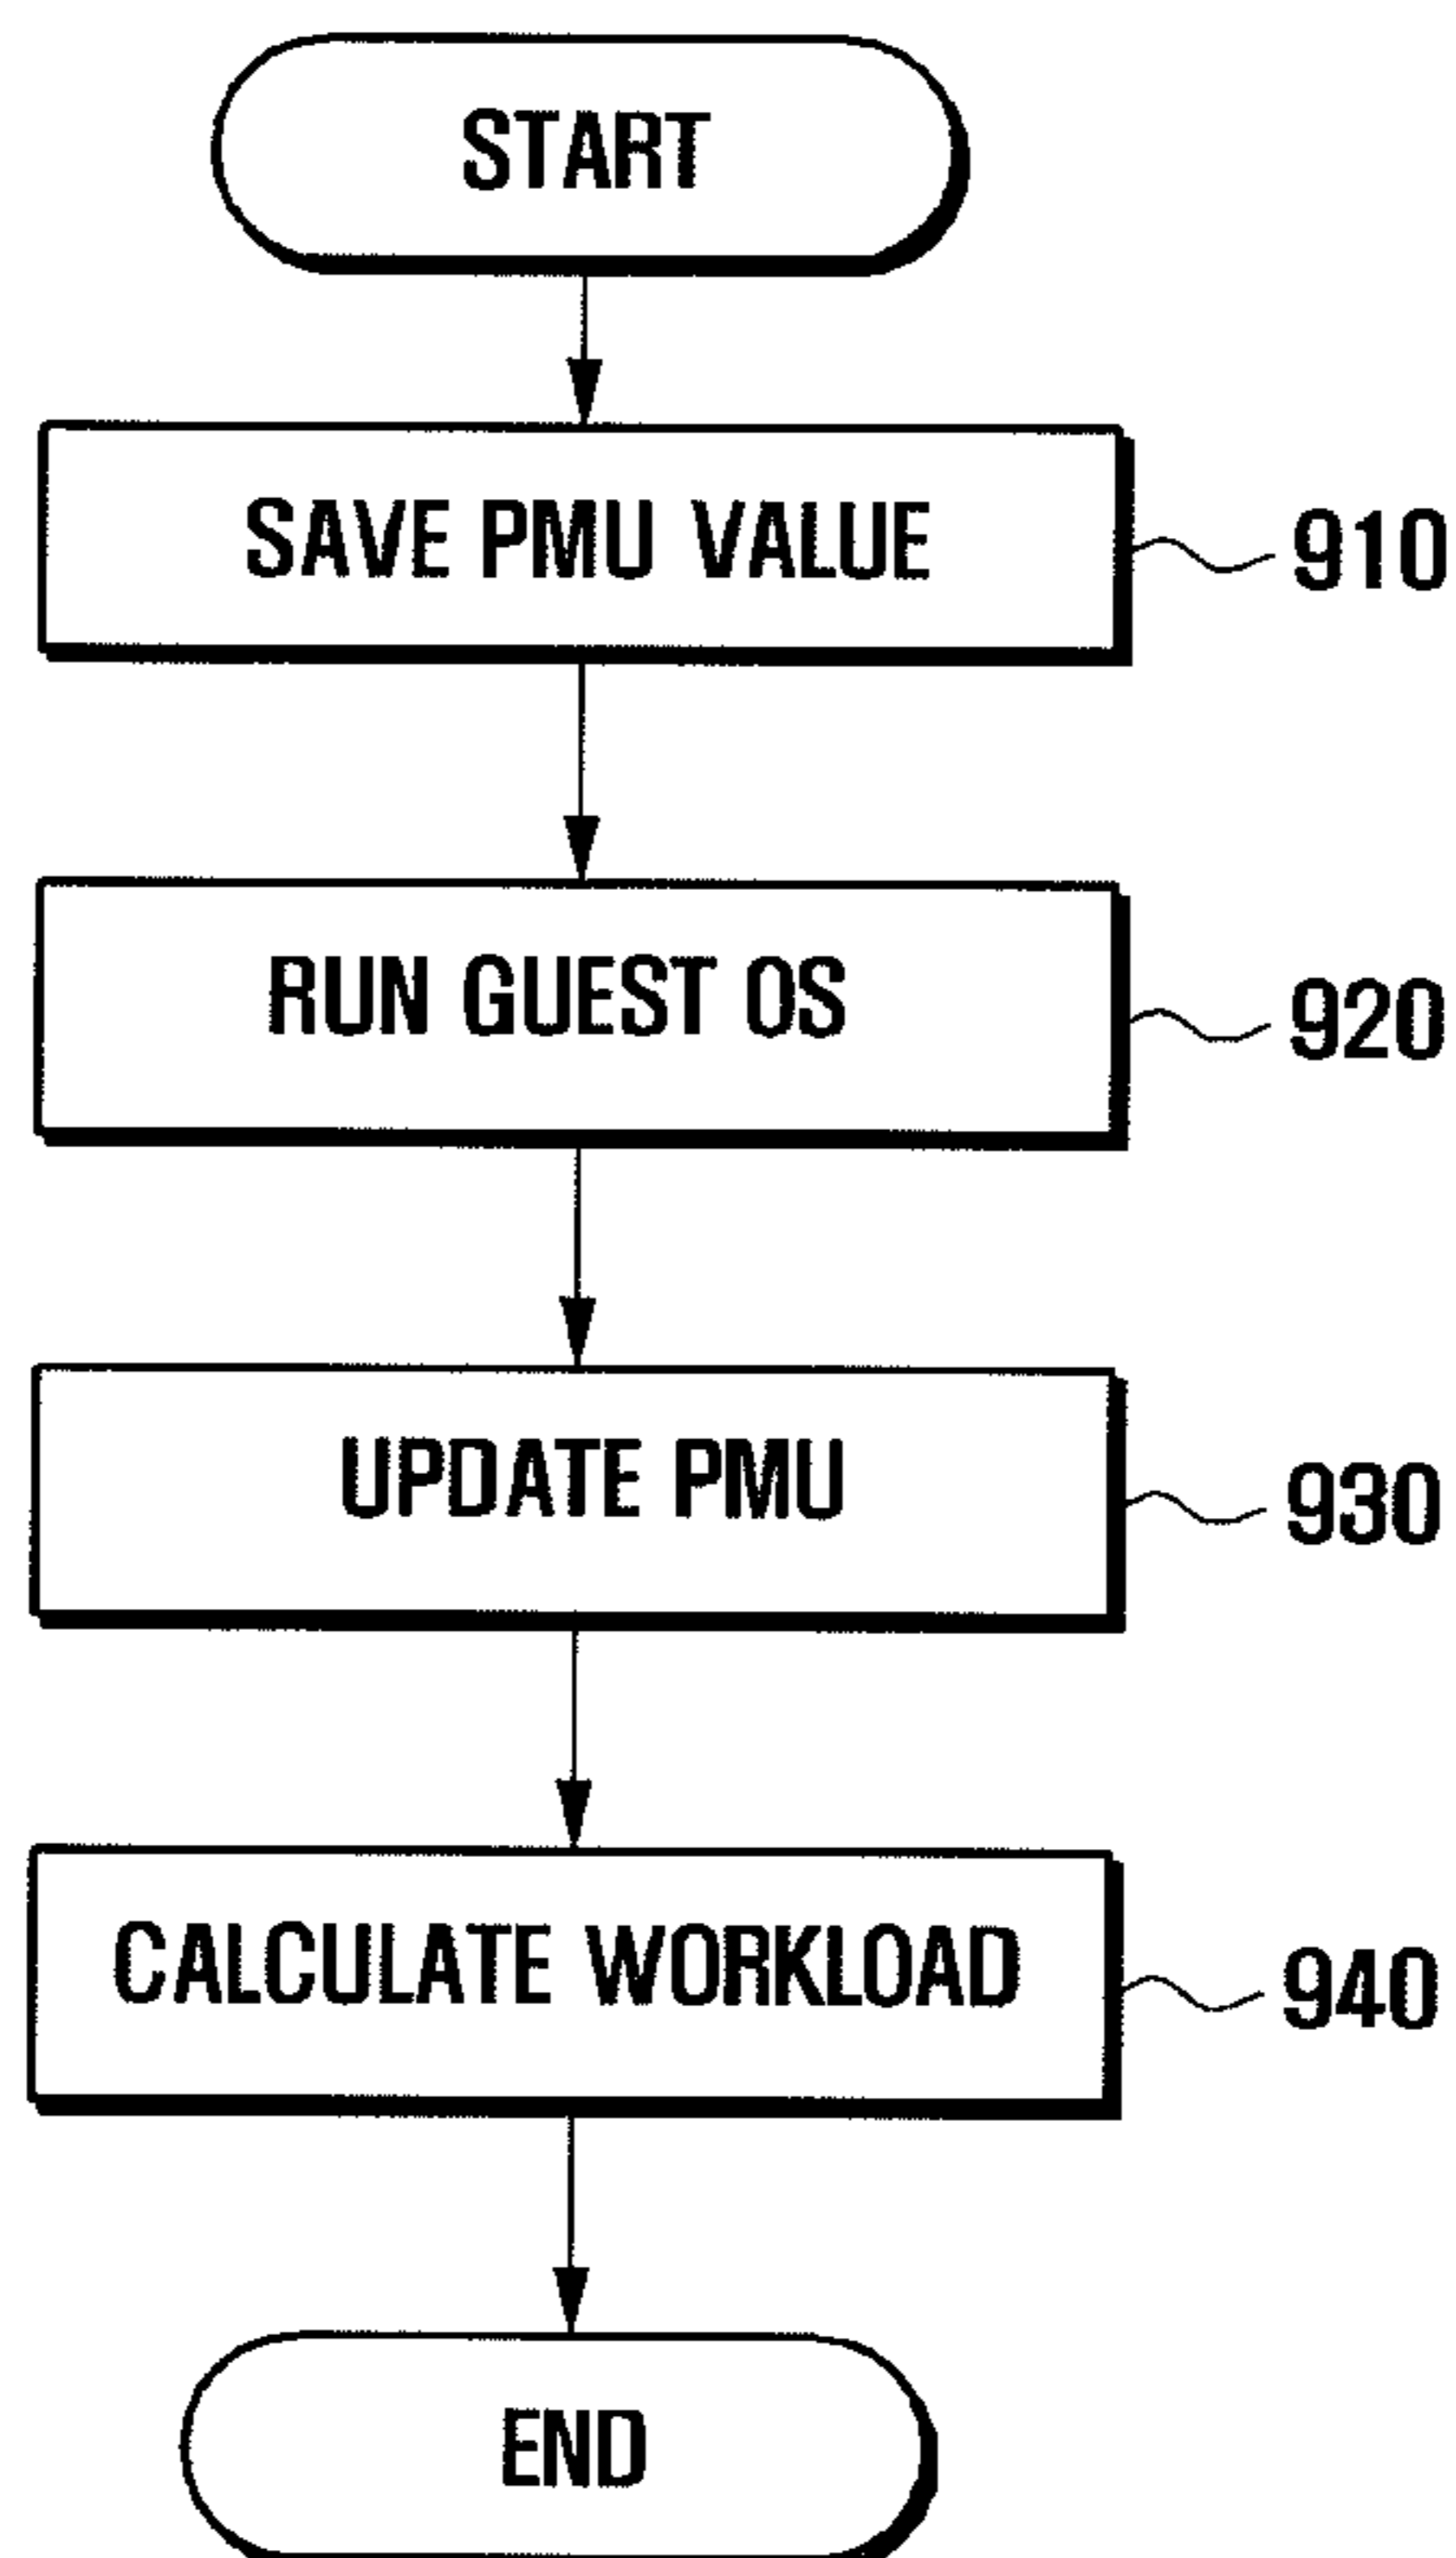 START
SAVE PMU VALUE
910
RUN GUEST OS
920
UPDATE PMU
930
CALCULATE WORKLOAD
940
END